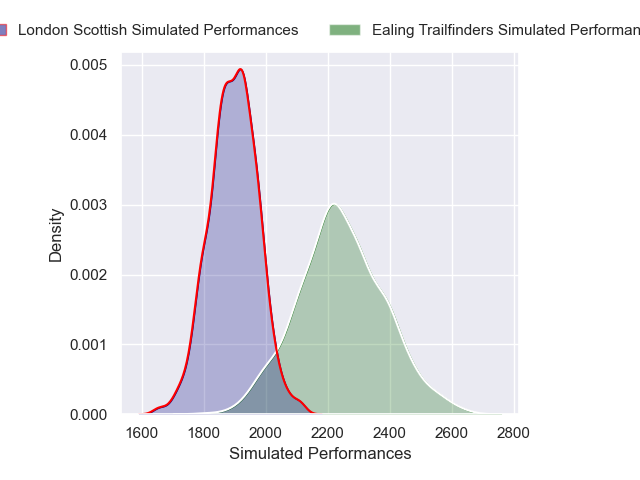 London Scottish Simulated Performances
Ealing Trailfinders Simulated Performan
0.005
0.004
0.003
0.002
0.001
0.000
Density
1600 1800 2000 2200 2400 2600 2800
Simulated Performances